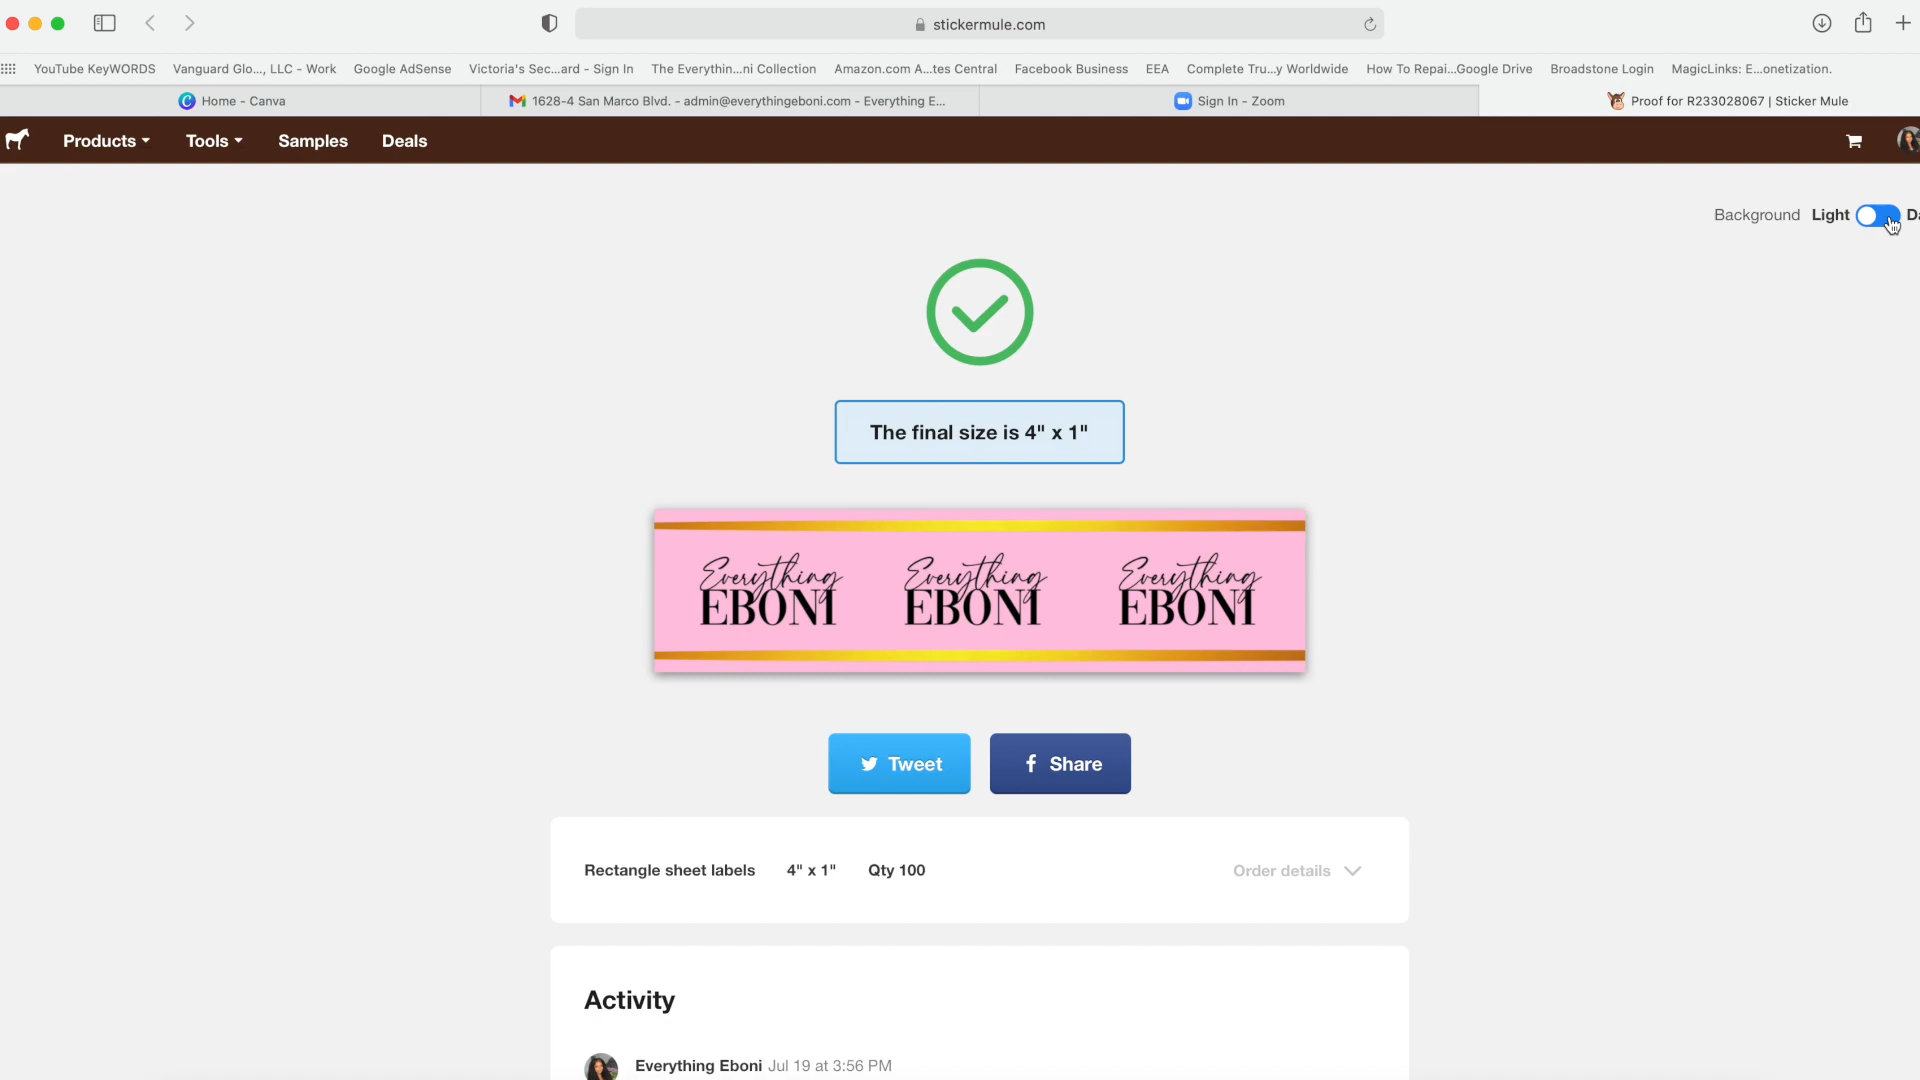 stickermule.com
YouTube KeyWORDS Vanguard Glo..., LLC - Work Google AdSense Victoria's Sec...ard - Sign In The Everythin...ni Collection Amazon.com A...tes Central Facebook Business EEA Complete Tru...y Worldwide How To Repai...Google Drive Broadstone Login MagicLinks: E...onetization.
Home - Canva 1628-4 San Marco Blvd. - admin@everythingeboni.com - Everything E... Sign In - Zoom Proof for R233028067 | Sticker Mule
Products Tools Samples Deals
Background Light Da
The final size is 4" x 1"
Everything Everything Everything
EBONI EBONI EBONI
Tweet Share
Rectangle sheet labels 4" x 1" Qty 100 Order details
Activity
Everything Eboni Jul 19 at 3:56 PM